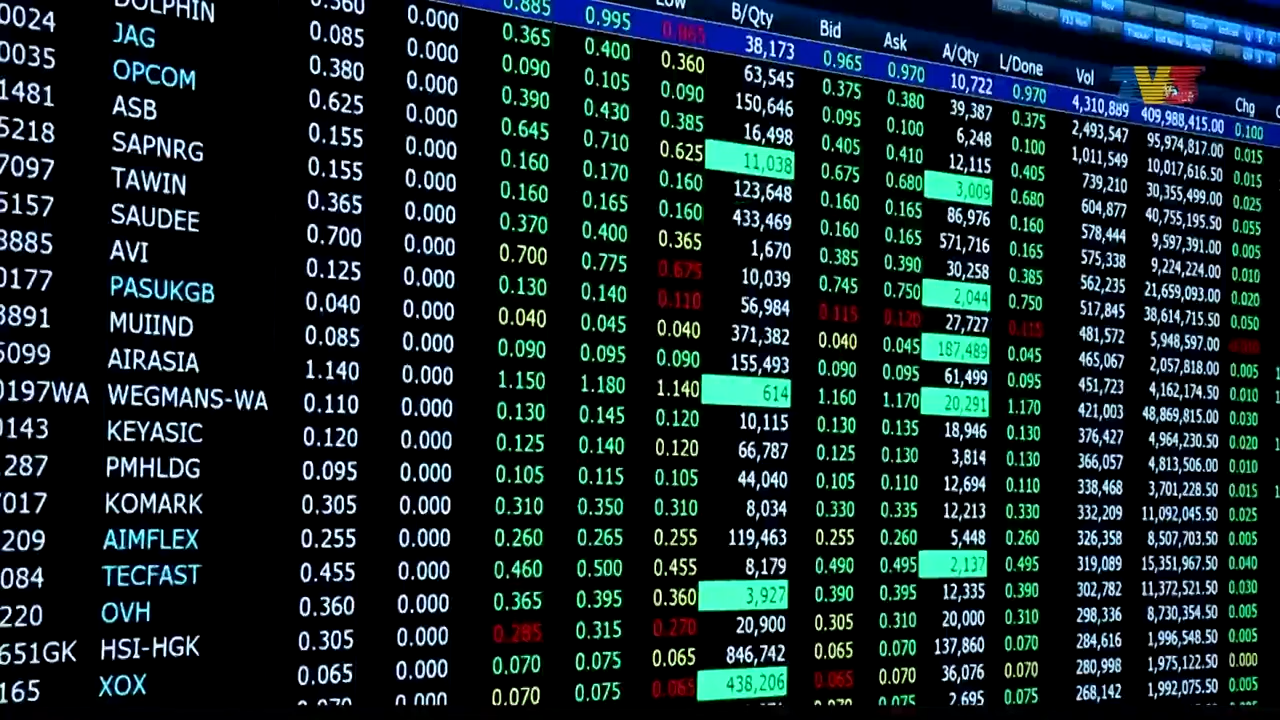 Low B/Qty Bid Ask A/Qty L/Done Vol Chg
0.885 0.995 0.865 38,173 0.965 0.970 10,722 0.970 4,310,889 409,988,415.00 0.100
0.360 0.000 0.365 0.400 0.360 63,545 0.375 0.380 39,387 0.375 2,493,547 95,974,817.00 0.015
DOLPHIN 0.085 0.000 0.090 0.105 0.090 150,646 0.095 0.100 6,248 0.100 1,011,549 10,017,616.50 0.015
0024 JAG 0.380 0.000 0.390 0.430 0.385 16,498 0.405 0.410 12,115 0.405 739,210 30,355,499.00 0.025
0035 OPCOM 0.625 0.000 0.645 0.710 0.625 11,038 0.675 0.680 3,009 0.680 604,877 40,755,195.50 0.055
1481 ASB 0.155 0.000 0.160 0.170 0.160 123,648 0.160 0.165 86,976 0.160 578,444 9,597,391.00 0.005
5218 SAPNRG 0.155 0.000 0.160 0.165 0.160 433,469 0.160 0.165 571,716 0.165 575,338 9,224,224.00 0.010
7097 TAWIN 0.365 0.000 0.370 0.400 0.365 1,670 0.385 0.390 30,258 0.385 562,235 21,659,093.00 0.020
5157 SAUDEE 0.700 0.000 0.700 0.775 0.675 10,039 0.745 0.750 2,044 0.750 517,845 38,614,715.50 0.050
8885 AVI 0.125 0.000 0.130 0.140 0.110 56,984 0.115 0.120 27,727 0.115 481,572 5,948,597.00
0177 PASUKGB 0.040 0.000 0.040 0.045 0.040 371,382 0.040 0.045 187,489 0.045 465,067 2,057,818.00 0.005
3891 MUIIND 0.085 0.000 0.090 0.095 0.090 155,493 0.090 0.095 61,499 0.095 451,723 4,162,174.50 0.010
5099 AIRASIA 1.140 0.000 1.150 1.180 1.140 614 1.160 1.170 20,291 1.170 421,003 48,869,815.00 0.030
0197WA WEGMANS-WA 0.110 0.000 0.130 0.145 0.120 10,115 0.130 0.135 18,946 0.130 376,427 4,964,230.50 0.020
0143 KEYASIC 0.120 0.000 0.125 0.140 0.120 66,787 0.125 0.130 3,814 0.130 366,057 4,813,506.00 0.010
1287 PMHLDG 0.095 0.000 0.105 0.115 0.105 44,040 0.105 0.110 12,694 0.110 338,468 3,701,228.50 0.015
7017 KOMARK 0.305 0.000 0.310 0.350 0.310 8,034 0.330 0.335 12,213 0.330 332,209 11,092,045.50 0.025
209 AIMFLEX 0.255 0.000 0.260 0.265 0.255 119,463 0.255 0.260 5,448 0.260 326,358 8,507,703.50 0.005
084 TECFAST 0.455 0.000 0.460 0.500 0.455 8,179 0.490 0.495 2,137 0.495 319,089 15,351,967.50 0.040
220 OVH 0.360 0.000 0.365 0.395 0.360 3,927 0.390 0.395 12,335 0.390 302,782 11,372,521.50 0.030
651GK HSI-HGK 0.305 0.000 0.285 0.315 0.270 20,900 0.305 0.310 20,000 0.310 298,336 8,730,354.50 0.005
165 XOX 0.065 0.000 0.070 0.075 0.065 846,742 0.065 0.070 137,860 0.070 284,616 1,996,548.50 0.005
0.070 0.075 0.065 438,206 0.065 0.070 36,076 0.070 280,998 1,975,122.50 0.000
0.075 2,695 0.075 268,142 1,992,075.50 0.005